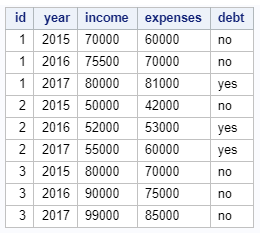 id year income expenses debt
1 2015 70000 60000 no
1 2016 75500 70000 no
1 2017 80000 81000 yes
2 2015 50000 42000 no
2 2016 52000 53000 yes
2 2017 55000 60000 yes
3 2015 80000 70000 no
3 2016 90000 75000 no
3 2017 99000 85000 no